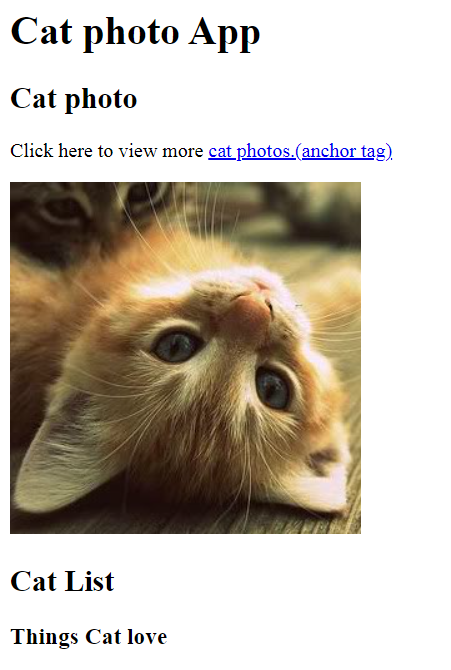 Cat photo App
Cat photo
Click here to view more cat photos.(anchor tag)
Cat List
Things Cat love